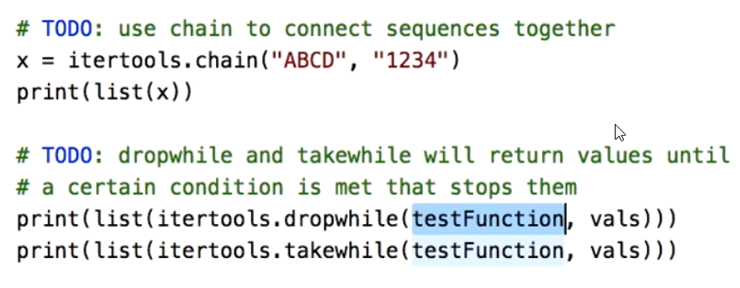 # TODO: use chain to connect sequences together
x = itertools.chain("ABCD", "1234")
print(list(x))
# TODO: dropwhile and takewhile will return values until
# a certain condition is met that stops them
print(list(itertools.dropwhile(testFunction, vals)))
print(list(itertools.takewhile(testFunction, vals)))